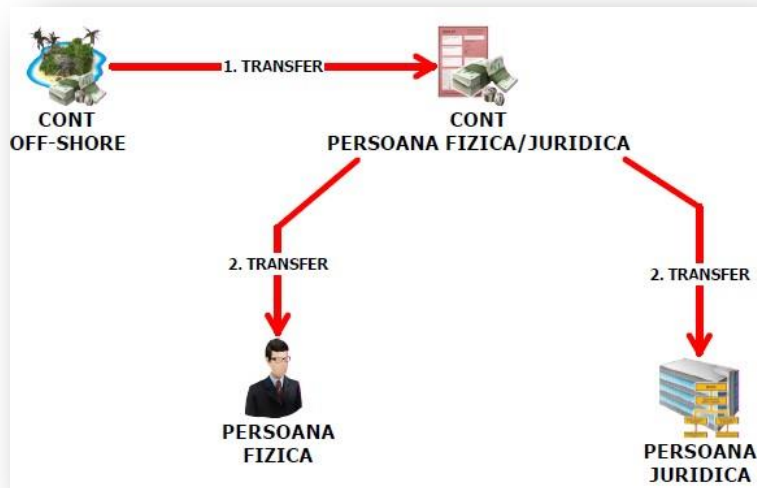 1. TRANSFER
CONT
OFF-SHORE
CONT
PERSOANA FIZICA/JURIDICA
2. TRANSFER
2. TRANSFER
PERSOANA
FIZICA
PERSOANA
JURIDICA